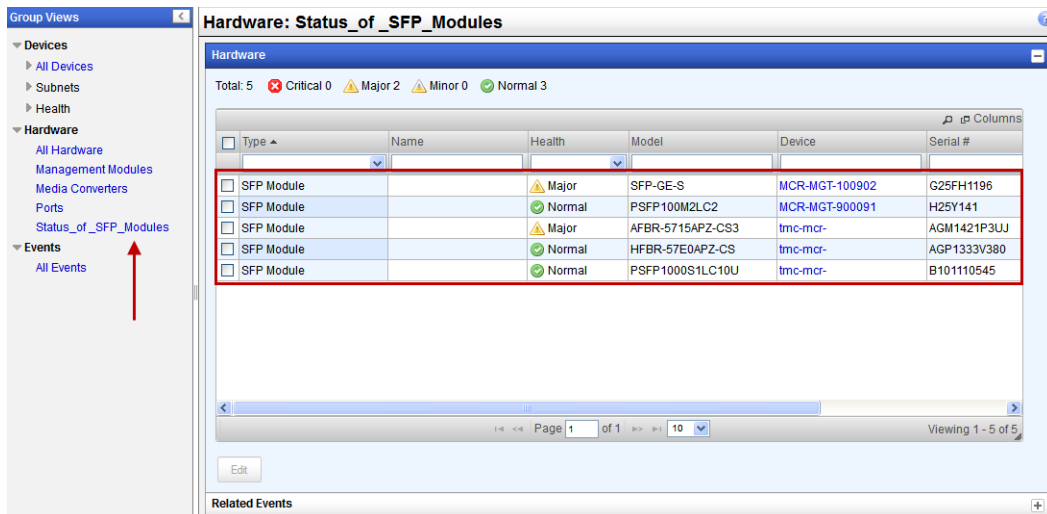 Group Views
Devices
All Devices
Subnets
Health
Hardware
All Hardware
Management Modules
Media Converters
Ports
Status_of_SFP_Modules
Events
All Events
Hardware: Status_of _SFP_Modules
Hardware
Total: 5 Critical 0 Major 2 Minor 0 Normal 3
Columns
Type Name Health Model Device Serial #
SFP Module Major SFP-GE-S MCR-MGT-100902 G25FH1196
SFP Module Normal PSFP100M2LC2 MCR-MGT-900091 H25Y141
SFP Module Major AFBR-5715APZ-CS3 tmc-mcr- AGM1421P3UJ
SFP Module Normal HFBR-57E0APZ-CS tmc-mcr- AGP1333V380
SFP Module Normal PSFP1000S1LC10U tmc-mcr- B101110545
Page 1 of 1 10 Viewing 1 - 5 of 5
Edit
Related Events